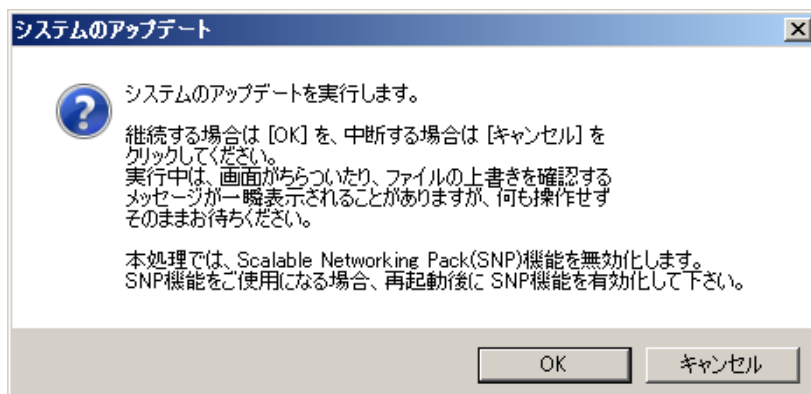 システムのアップデート
システムのアップデートを実行します。
継続する場合は [OK] を、中断する場合は [キャンセル] を
クリックしてください。
実行中は、画面がちらついたり、ファイルの上書きを確認する
メッセージが一瞬表示されることがありますが、何も操作せず
そのままお待ちください。
本処理では、Scalable Networking Pack(SNP)機能を無効化します。
SNP機能をご使用になる場合、再起動後に SNP機能を有効化して下さい。
OK
キャンセル